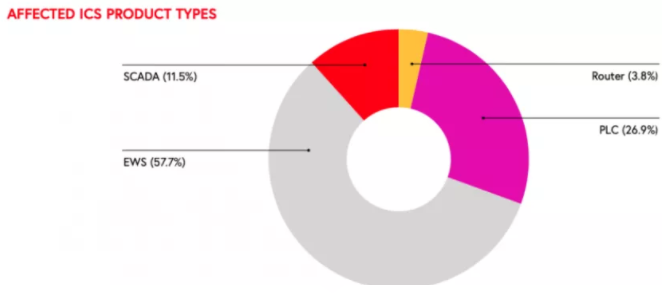 AFFECTED ICS PRODUCT TYPES
SCADA (11.5%)
Router (3.8%)
PLC (26.9%)
EWS (57.7%)